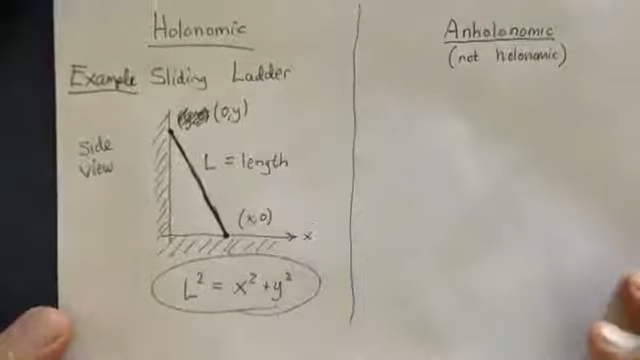 Holonomic
Example Sliding Ladder
Side
View
(0,y)
L = length
(x,0)
x
L² = x² + y²
Anholonomic
(not holonomic)